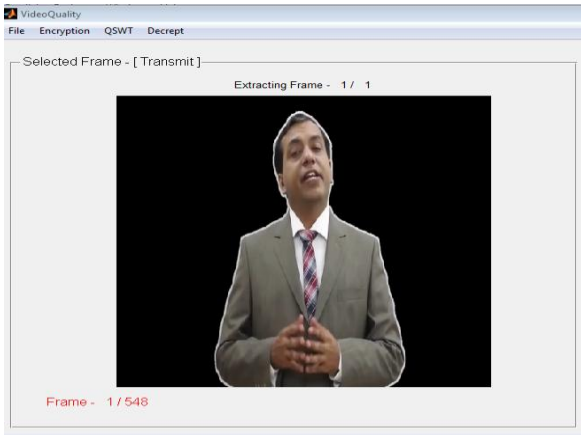 VideoQuality
File Encryption QSWT Decrept
Selected Frame - [ Transmit ]
Extracting Frame - 1 / 1
Frame - 1 / 548